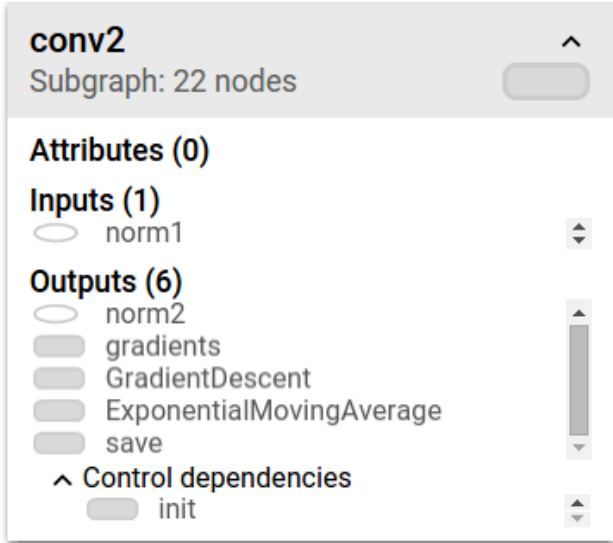 conv2
Subgraph: 22 nodes
Attributes (0)
Inputs (1)
norm1
Outputs (6)
norm2
gradients
GradientDescent
ExponentialMovingAverage
save
Control dependencies
init